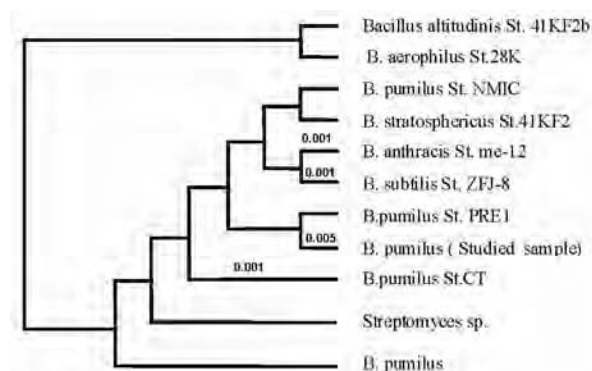 Bacillus altitudinis St. 41KF2b
B. aerophilus St.28K
B. pumilus St. NMIC
B. stratosphericus St.41KF2
0.001
B. anthracis St. me-12
0.001
B. subtilis St. ZFJ-8
B.pumilus St. PRE1
0.005
B. pumilus ( Studied sample)
0.001
B.pumilus St.CT
Streptomyces sp.
B. pumilus